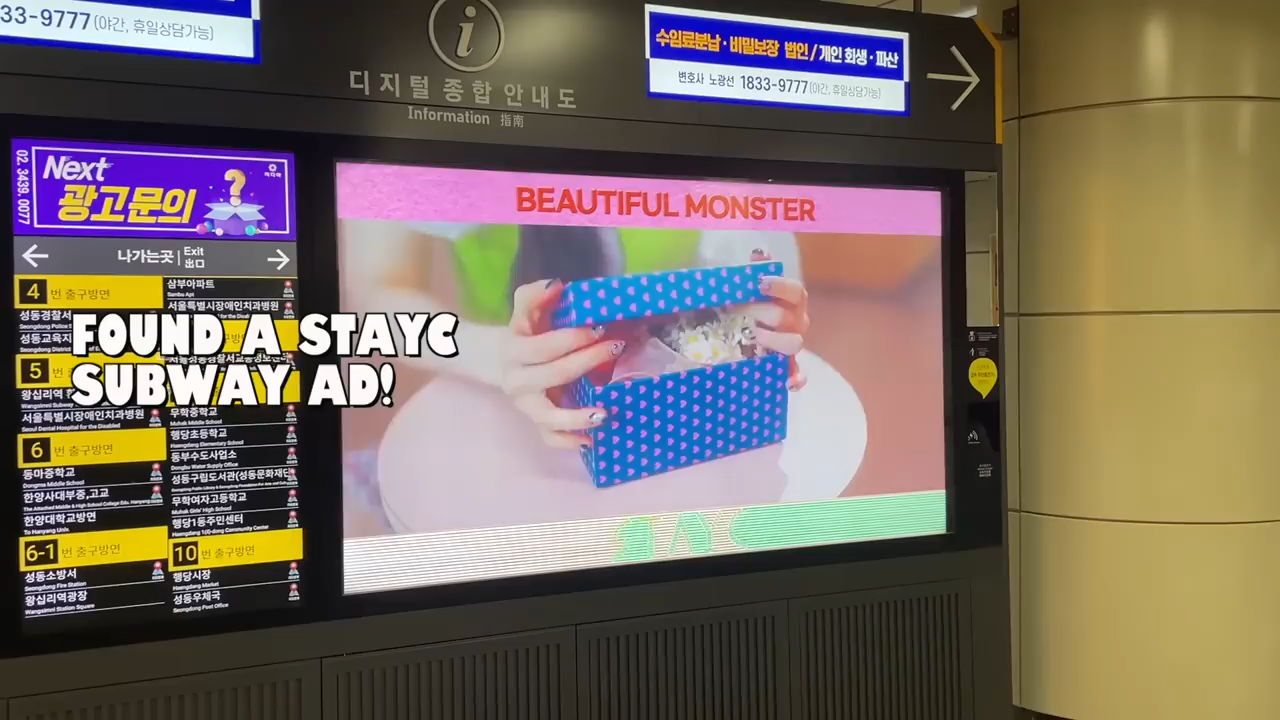 33-9777(야간, 휴일상담가능)
디지털 종합안내도
Information 指南
수임료분납·비밀보장 법인/개인 회생·파산
변호사 노광선 1833-9777(야간, 휴일상담가능)
02.3439.0077
Next
광고문의
나가는곳 Exit
出口
4 번 출구방면
성동경찰서
성동교육지
5
왕십리역
서울특별시장애인치과병원
Seoul Dental Hospital for the Disabled
6 번 출구방면
동마중학교
Dongma Middle School
한양사대부중,고교
한양대학교방면
To Hanyang Univ.
6-1 번 출구방면
성동소방서
Seongdong Fire Station
왕십리역광장
Wangsimni Station Square
삼부아파트
Sambu Apt
서울특별시장애인치과병원
무학중학교
Muhak Middle School
행당초등학교
Haengdang Elementary School
동부수도사업소
Dongbu Water Supply Office
성동구립도서관(성동문화재단)
무학여자고등학교
Muhak Girls' High School
행당1동주민센터
10 번 출구방면
행당시장
Haengdang Market
성동우체국
Seongdong Post Office
BEAUTIFUL MONSTER
FOUND A STAYC
SUBWAY AD!